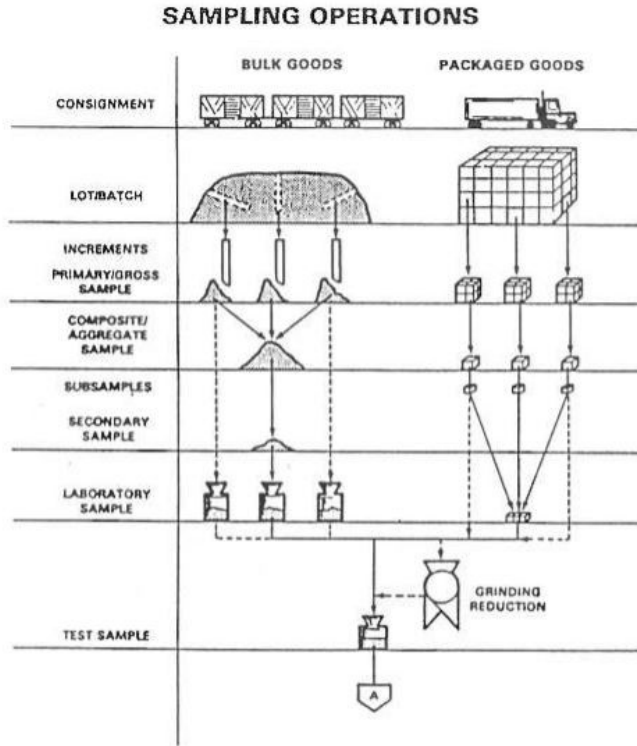 SAMPLING OPERATIONS
BULK GOODS
PACKAGED GOODS
CONSIGNMENT
LOT/BATCH
INCREMENTS
PRIMARY/GROSS
SAMPLE
COMPOSITE/
AGGREGATE
SAMPLE
SUBSAMPLES
SECONDARY
SAMPLE
LABORATORY
SAMPLE
GRINDING
REDUCTION
TEST SAMPLE
A